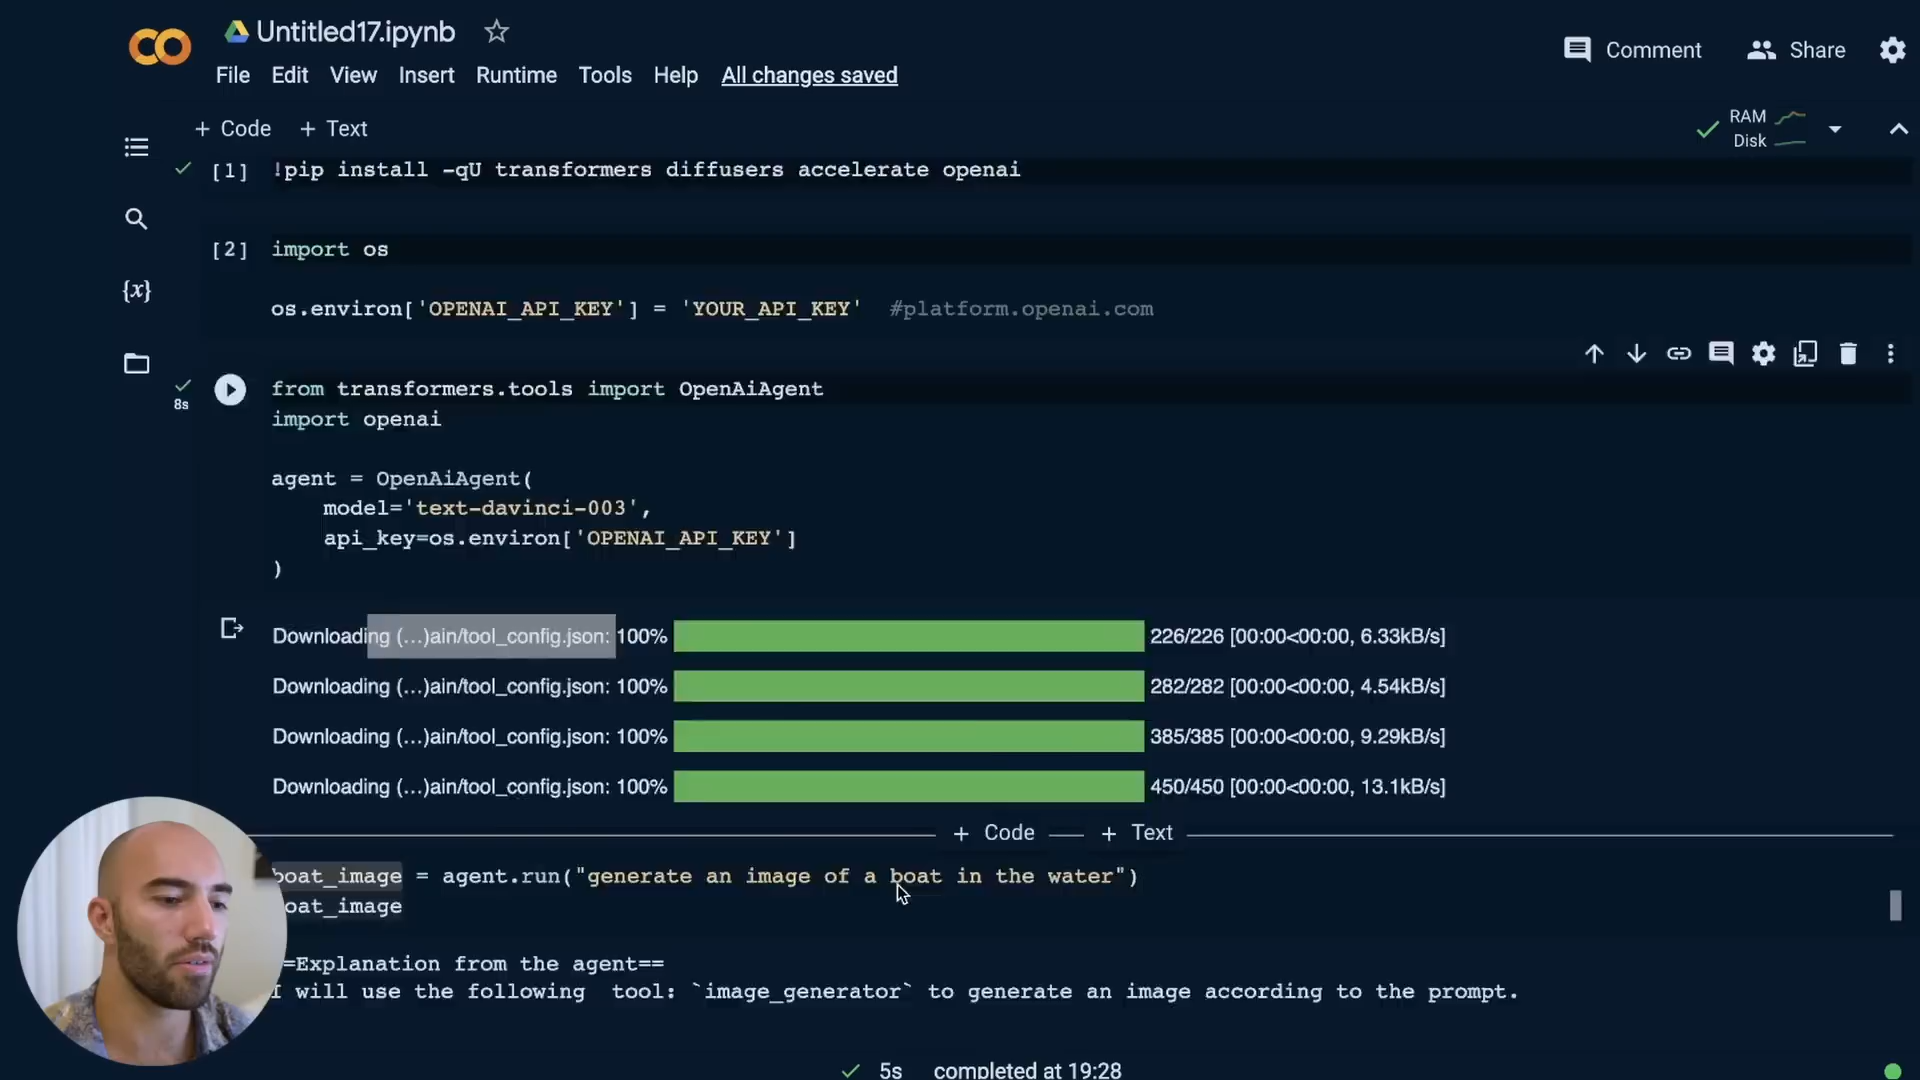 Untitled17.ipynb
File Edit View Insert Runtime Tools Help All changes saved
Comment Share
+ Code + Text
RAM
Disk
[1] !pip install -qU transformers diffusers accelerate openai
[2] import os
{x}
os.environ['OPENAI_API_KEY'] = 'YOUR_API_KEY' #platform.openai.com
8s
from transformers.tools import OpenAiAgent
import openai
agent = OpenAiAgent(
model='text-davinci-003',
api_key=os.environ['OPENAI_API_KEY']
)
Downloading (…)ain/tool_config.json: 100% 226/226 [00:00<00:00, 6.33kB/s]
Downloading (…)ain/tool_config.json: 100% 282/282 [00:00<00:00, 4.54kB/s]
Downloading (…)ain/tool_config.json: 100% 385/385 [00:00<00:00, 9.29kB/s]
Downloading (…)ain/tool_config.json: 100% 450/450 [00:00<00:00, 13.1kB/s]
+ Code + Text
boat_image = agent.run("generate an image of a boat in the water")
oat_image
=Explanation from the agent==
I will use the following tool: `image_generator` to generate an image according to the prompt.
5s completed at 19:28